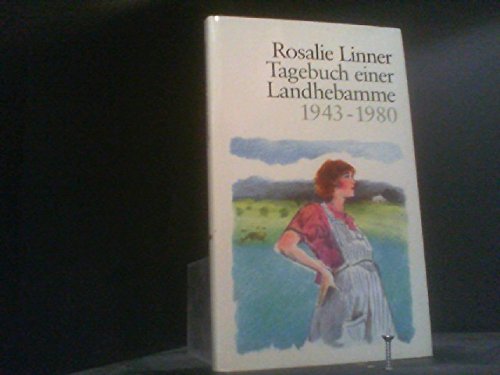 Rosalie Linner
Tagebuch einer
Landhebamme
1943-1980